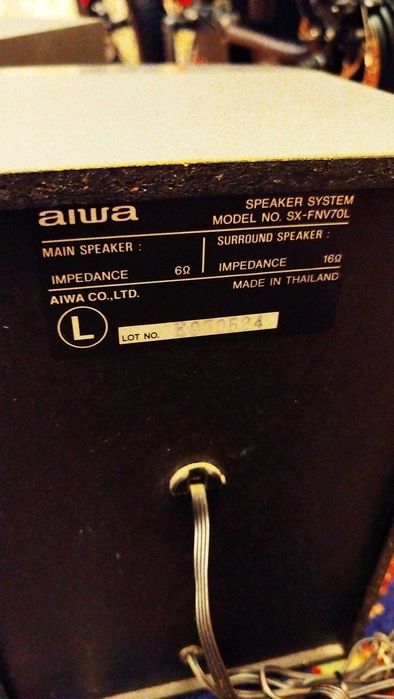 aiwa
SPEAKER SYSTEM
MODEL NO. SX-FNV70L
MAIN SPEAKER :
IMPEDANCE 6Ω
SURROUND SPEAKER :
IMPEDANCE 16Ω
AIWA CO.,LTD.
MADE IN THAILAND
L
LOT NO.